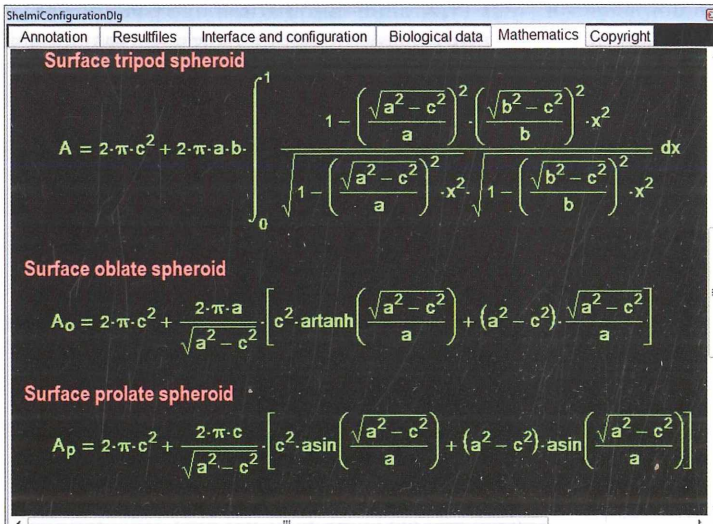 ShelmiConfigurationDlg
Annotation Resultfiles Interface and configuration Biological data Mathematics Copyright
Surface tripod spheroid
A = 2·π·c² + 2·π·a·b· ∫₀¹ (1 − (√(a² − c²)/a)² · (√(b² − c²)/b)² ·x²) / (√(1 − (√(a² − c²)/a)² ·x²) · √(1 − (√(b² − c²)/b)² ·x²)) dx
Surface oblate spheroid
Aₒ = 2·π·c² + (2·π·a)/√(a² − c²) · [c²·artanh(√(a² − c²)/a) + (a² − c²)· √(a² − c²)/a]
Surface prolate spheroid
Aₚ = 2·π·c² + (2·π·c)/√(a² − c²) · [c²·asin(√(a² − c²)/a) + (a² − c²)·asin(√(a² − c²)/a)]